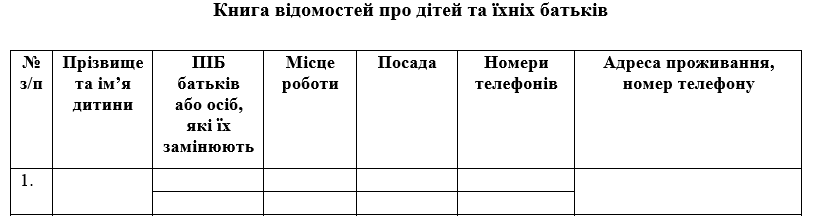 Книга відомостей про дітей та їхніх батьків
№ з/п
Прізвище та ім’я дитини
ПІБ батьків або осіб, які їх замінюють
Місце роботи
Посада
Номери телефонів
Адреса проживання, номер телефону
1.